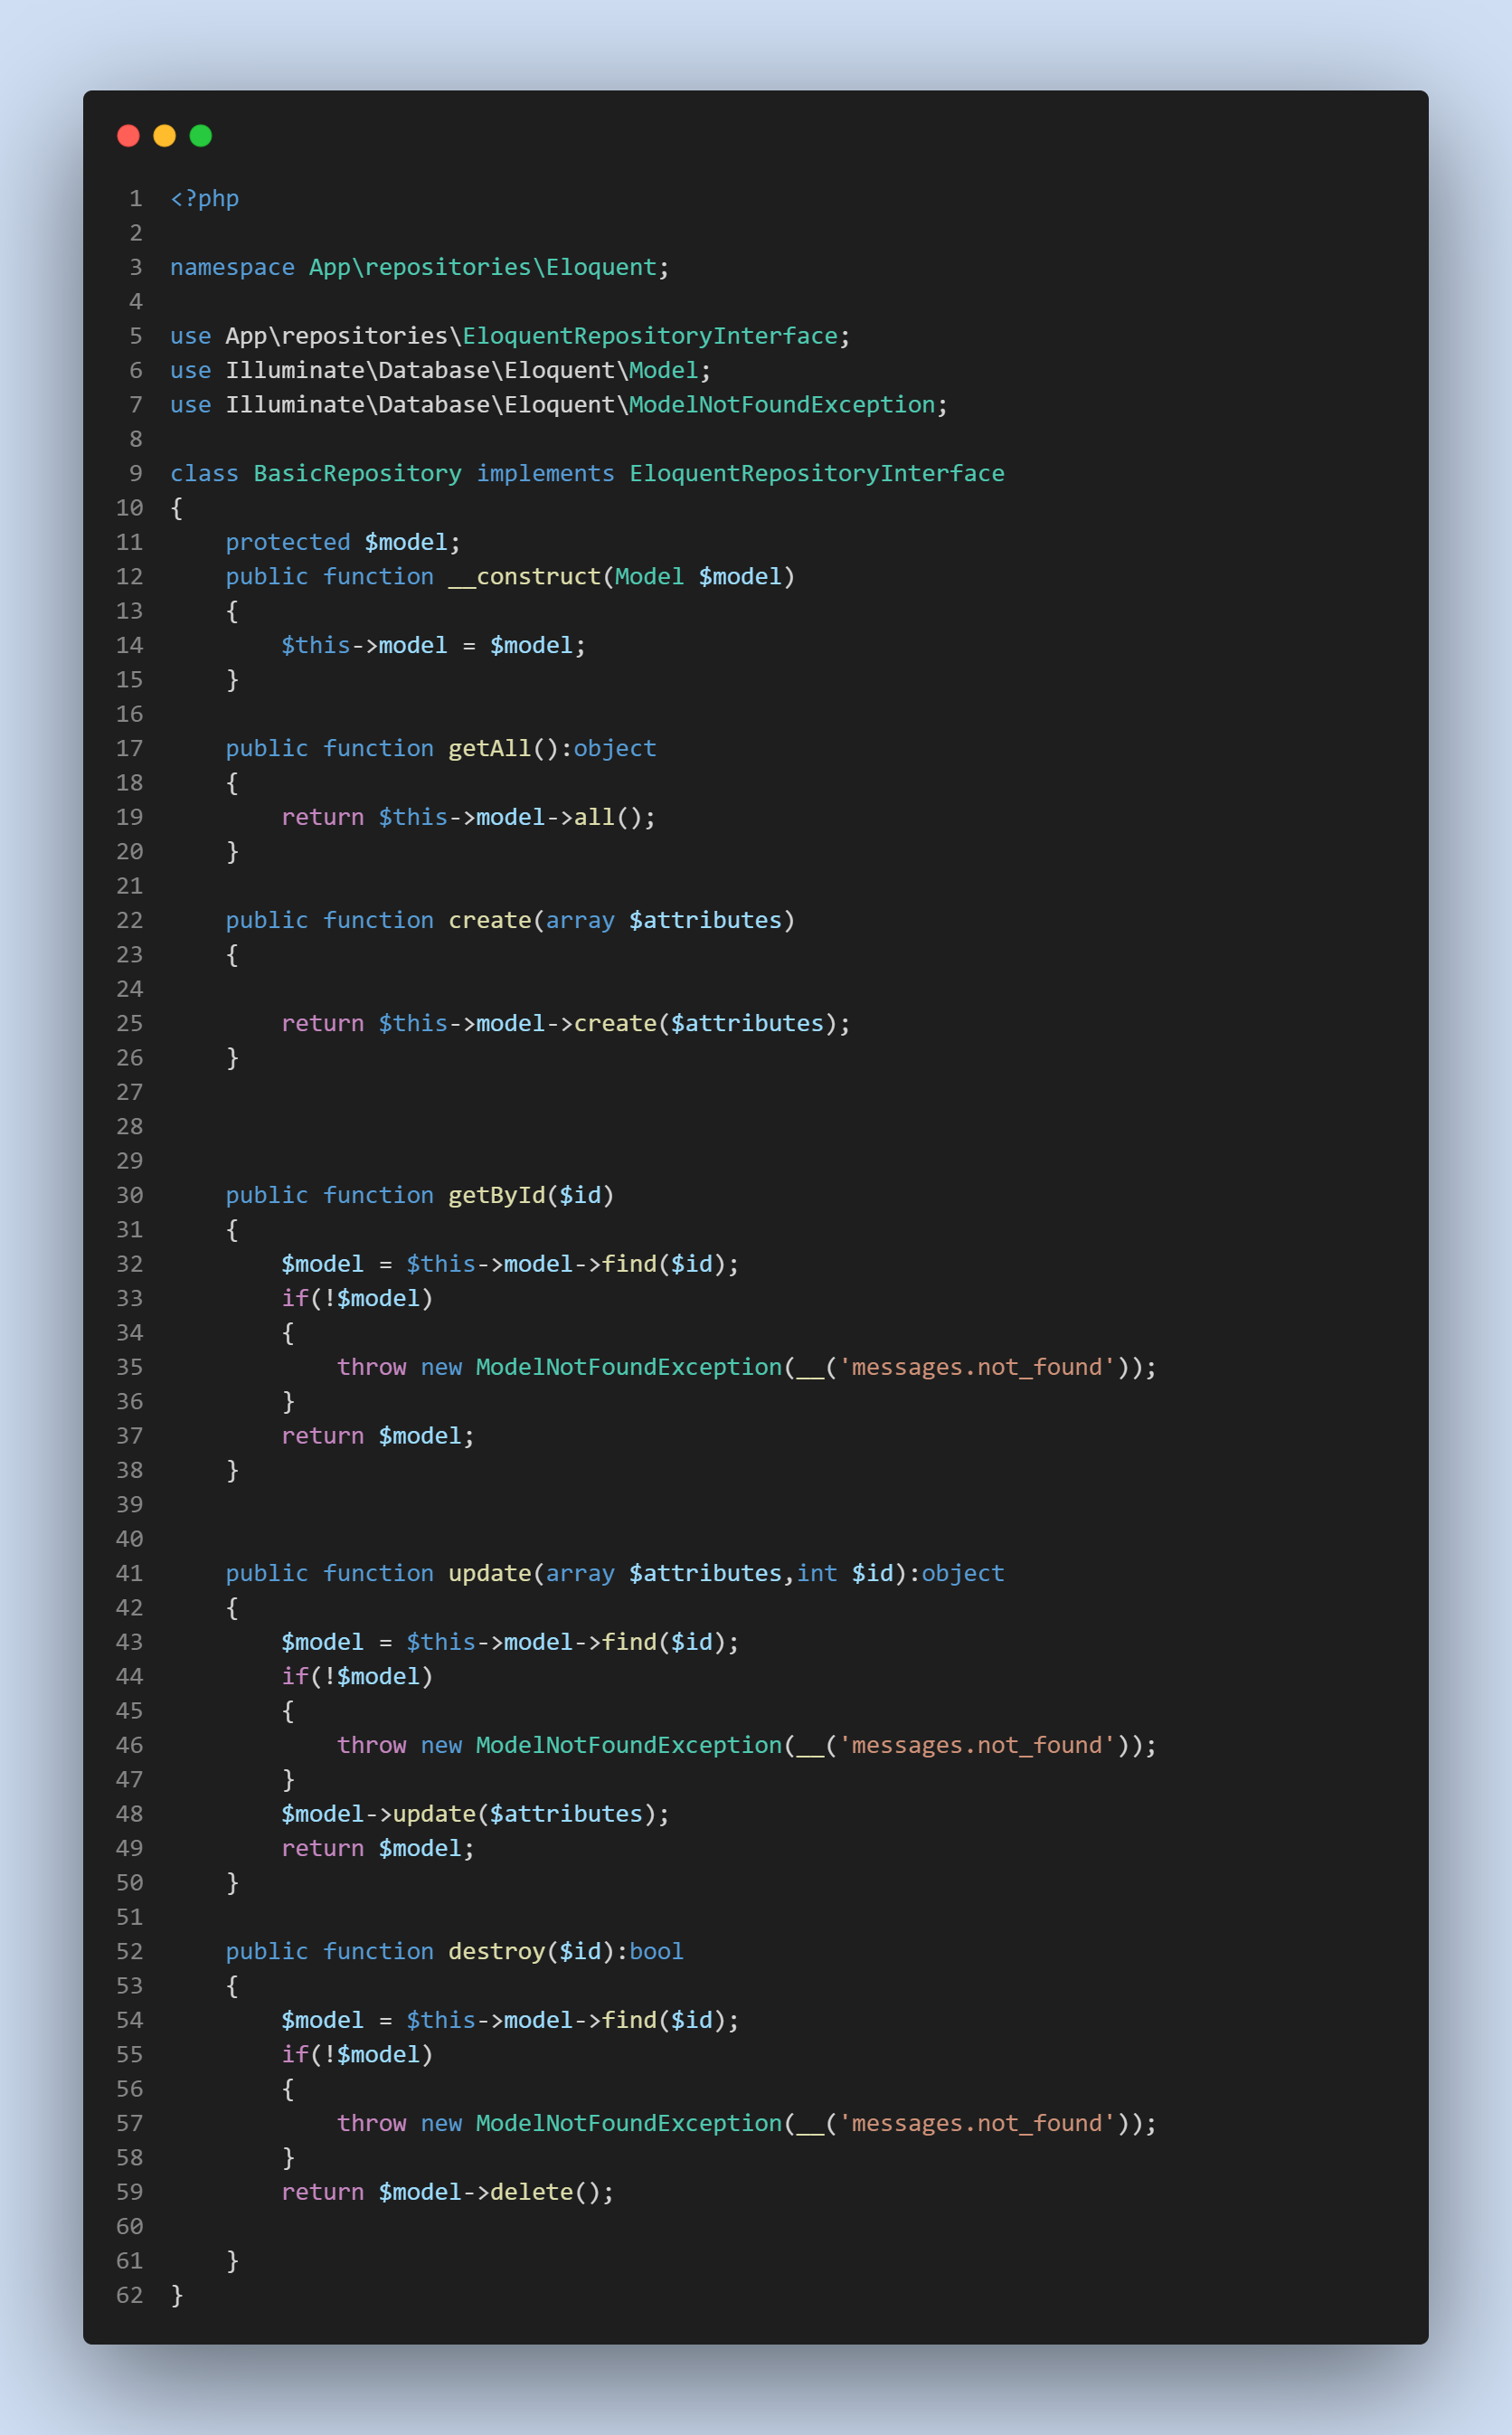 1 <?php
2
3 namespace App\repositories\Eloquent;
4
5 use App\repositories\EloquentRepositoryInterface;
6 use Illuminate\Database\Eloquent\Model;
7 use Illuminate\Database\Eloquent\ModelNotFoundException;
8
9 class BasicRepository implements EloquentRepositoryInterface
10 {
11     protected $model;
12     public function __construct(Model $model)
13     {
14         $this->model = $model;
15     }
16
17     public function getAll():object
18     {
19         return $this->model->all();
20     }
21
22     public function create(array $attributes)
23     {
24
25         return $this->model->create($attributes);
26     }
27
28
29
30     public function getById($id)
31     {
32         $model = $this->model->find($id);
33         if(!$model)
34         {
35             throw new ModelNotFoundException(__('messages.not_found'));
36         }
37         return $model;
38     }
39
40
41     public function update(array $attributes,int $id):object
42     {
43         $model = $this->model->find($id);
44         if(!$model)
45         {
46             throw new ModelNotFoundException(__('messages.not_found'));
47         }
48         $model->update($attributes);
49         return $model;
50     }
51
52     public function destroy($id):bool
53     {
54         $model = $this->model->find($id);
55         if(!$model)
56         {
57             throw new ModelNotFoundException(__('messages.not_found'));
58         }
59         return $model->delete();
60
61     }
62 }